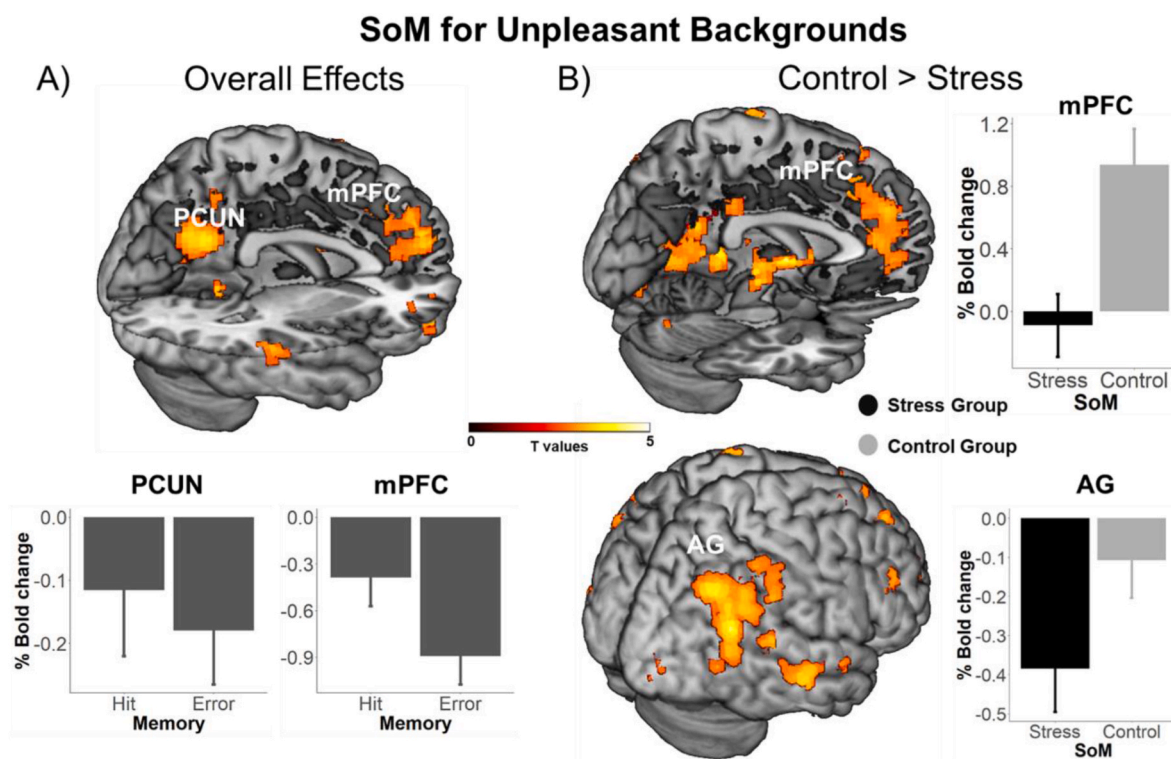 SoM for Unpleasant Backgrounds
A) Overall Effects
PCUN
mPFC
B) Control > Stress
mPFC
mPFC
% Bold change
1.2
0.8
0.4
0.0
Stress Control
SoM
0 5
T values
Stress Group
Control Group
PCUN
% Bold change
0.0
-0.1
-0.2
Hit Error
Memory
mPFC
0.0
-0.3
-0.6
-0.9
Hit Error
Memory
AG
AG
% Bold change
0.0
-0.1
-0.2
-0.3
-0.4
-0.5
Stress Control
SoM